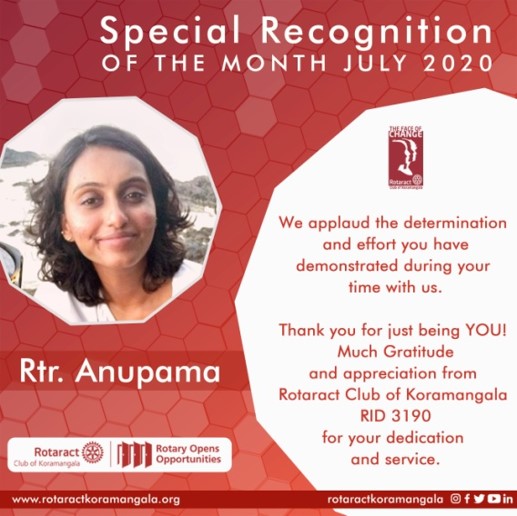 Special Recognition
OF THE MONTH JULY 2020
THE FACE OF
CHANGE
Rotaract
Club of Koramangala
We applaud the determination
and effort you have
demonstrated during your
time with us.
Thank you for just being YOU!
Much Gratitude
and appreciation from
Rotaract Club of Koramangala
RID 3190
for your dedication
and service.
Rtr. Anupama
Rotaract
Club of Koramangala
Rotary Opens
Opportunities
www.rotaractkoramangala.org
rotaractkoramangala